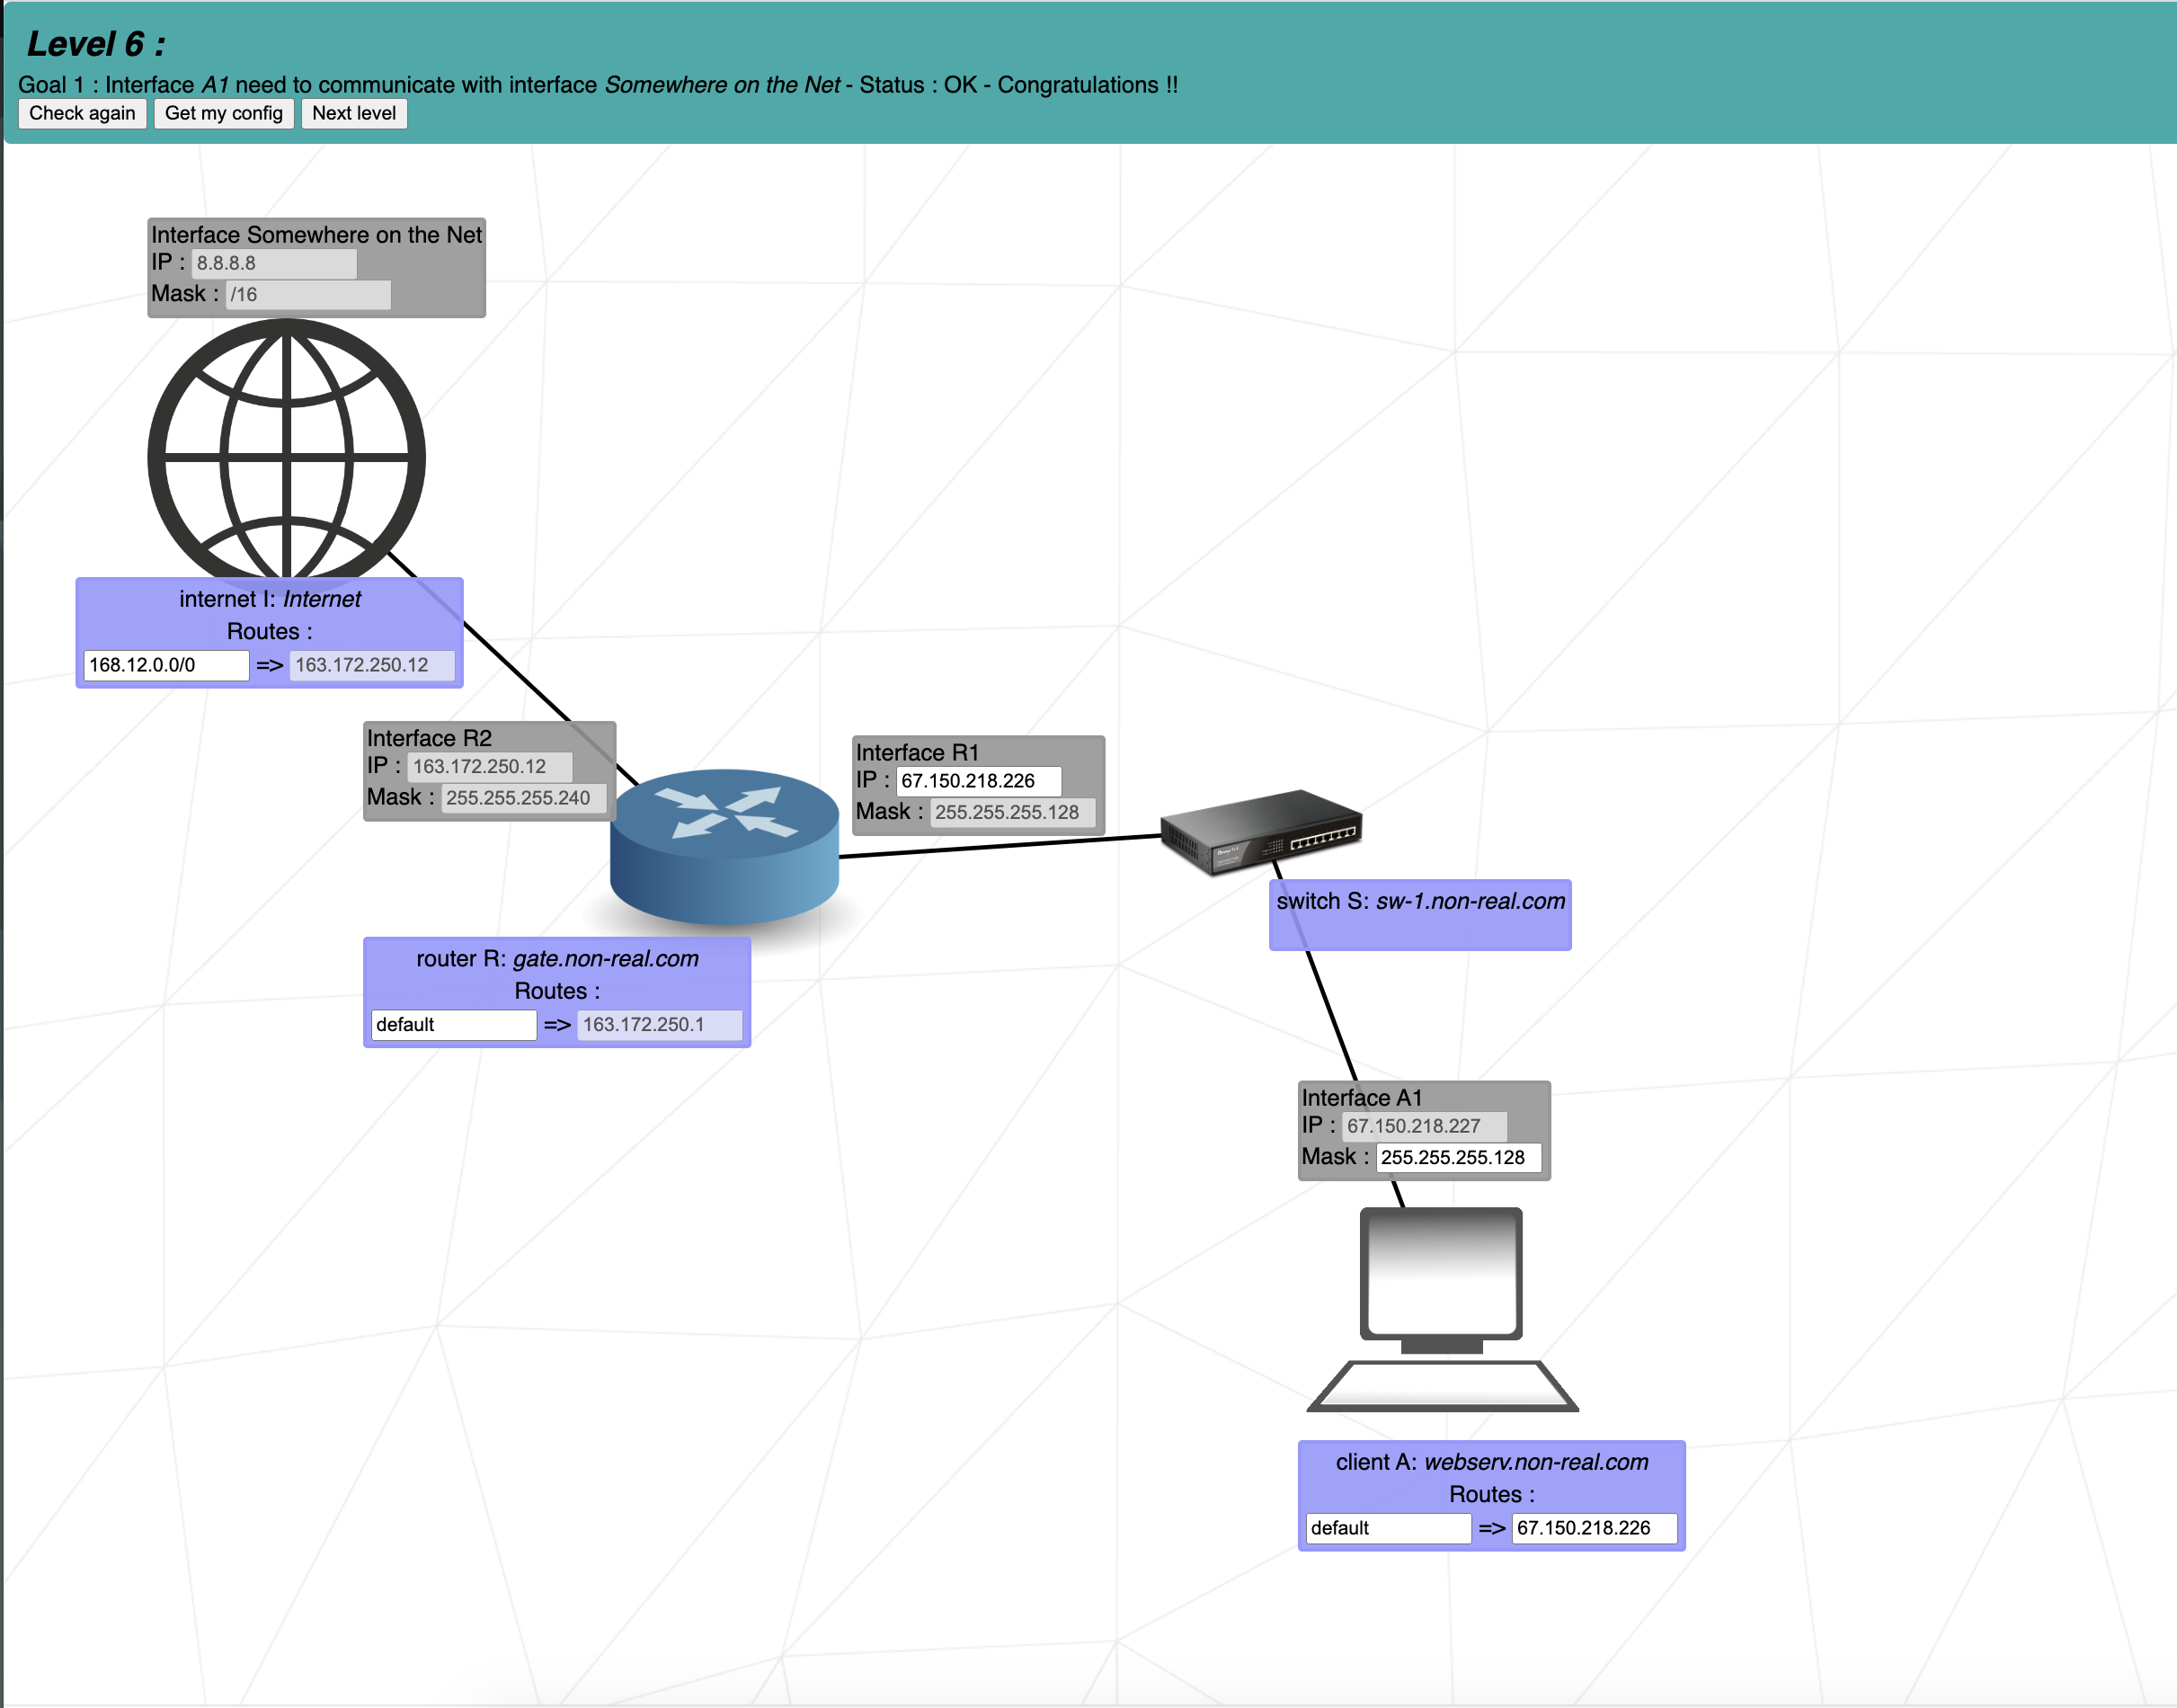 Level 6 :
Goal 1 : Interface A1 need to communicate with interface Somewhere on the Net - Status : OK - Congratulations !!
Check again Get my config Next level
Interface Somewhere on the Net
IP : 8.8.8.8
Mask : /16
internet I: Internet
Routes :
168.12.0.0/0 => 163.172.250.12
Interface R2
IP : 163.172.250.12
Mask : 255.255.255.240
Interface R1
IP : 67.150.218.226
Mask : 255.255.255.128
switch S: sw-1.non-real.com
router R: gate.non-real.com
Routes :
default => 163.172.250.1
Interface A1
IP : 67.150.218.227
Mask : 255.255.255.128
client A: webserv.non-real.com
Routes :
default => 67.150.218.226